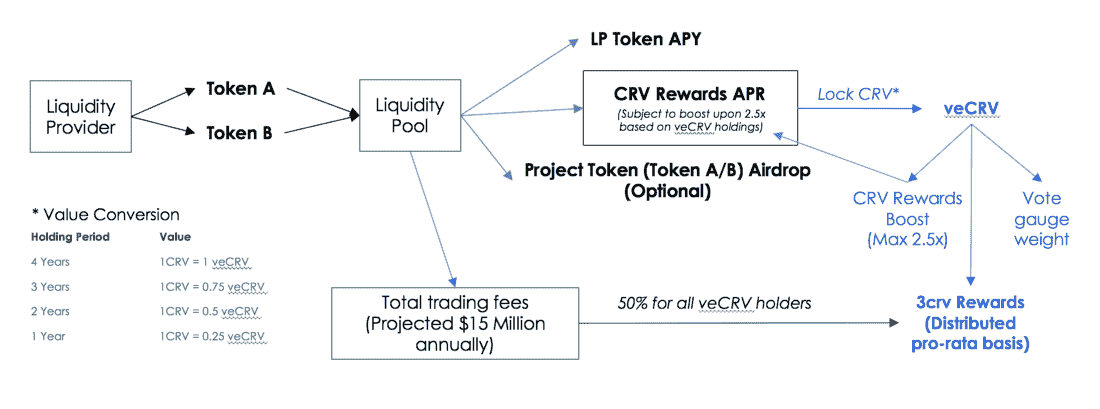 LP Token APY
Liquidity
Provider
Token A
Token B
Liquidity
Pool
CRV Rewards APR
(Subject to boost upon 2.5x
based on veCRV holdings)
Lock CRV*
veCRV
Project Token (Token A/B) Airdrop
(Optional)
CRV Rewards
Boost
(Max 2.5x)
Vote
gauge
weight
* Value Conversion
Holding Period Value
4 Years 1CRV = 1 veCRV
3 Years 1CRV = 0.75 veCRV
2 Years 1CRV = 0.5 veCRV
1 Year 1CRV = 0.25 veCRV
Total trading fees
(Projected $15 Million
annually)
50% for all veCRV holders
3crv Rewards
(Distributed
pro-rata basis)